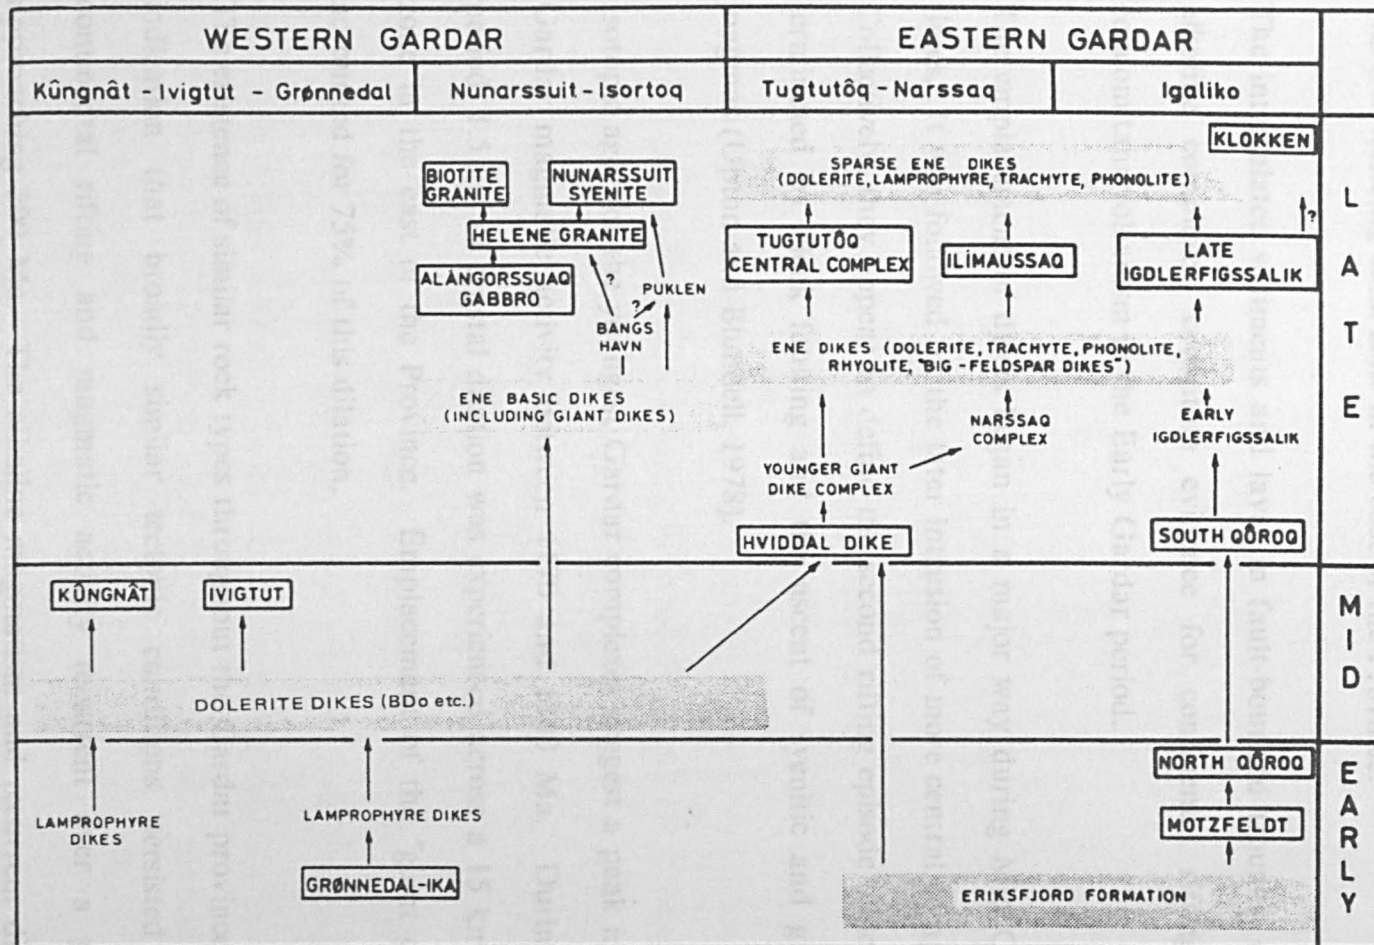 WESTERN GARDAR
EASTERN GARDAR
Kûngnât - Ivigtut - Grønnedal
Nunarssuit - Isortoq
Tugtutôq - Narssaq
Igaliko
KLOKKEN
SPARSE ENE DIKES
(DOLERITE, LAMPROPHYRE, TRACHYTE, PHONOLITE)
BIOTITE
GRANITE
NUNARSSUIT
SYENITE
?
HELENE GRANITE
TUGTUTÔQ
CENTRAL COMPLEX
ILÍMAUSSAQ
LATE
IGDLERFIGSSALIK
ALÁNGORSSUAQ
GABBRO
?
?
PUKLEN
BANGS
HAVN
ENE DIKES (DOLERITE, TRACHYTE, PHONOLITE,
RHYOLITE, "BIG-FELDSPAR DIKES")
ENE BASIC DIKES
(INCLUDING GIANT DIKES)
NARSSAQ
COMPLEX
EARLY
IGDLERFIGSSALIK
YOUNGER GIANT
DIKE COMPLEX
HVIDDAL DIKE
SOUTH QÔROQ
LATE
KÛNGNÂT
IVIGTUT
DOLERITE DIKES (BDo etc.)
MID
NORTH QÔROQ
LAMPROPHYRE
DIKES
LAMPROPHYRE DIKES
MOTZFELDT
GRØNNEDAL-IKA
ERIKSFJORD FORMATION
EARLY